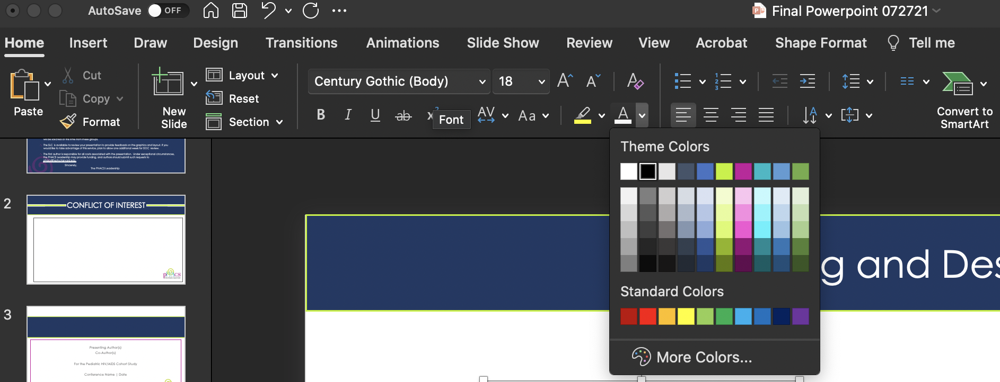 AutoSave OFF
Final Powerpoint 072721
Home Insert Draw Design Transitions Animations Slide Show Review View Acrobat Shape Format Tell me
Paste
Cut
Copy
Format
New
Slide
Layout
Reset
Section
Century Gothic (Body) 18
B I U ab x² AV Aa A
Font
Convert to
SmartArt
Theme Colors
Standard Colors
More Colors...
The SLC is available to review your presentation to provide feedback on the graphics and layout. If you
would like to take advantage of this service, plan to allow one additional week for DOC review.
The first author is responsible for all costs associated with the presentation. Under exceptional circumstances,
the PHACS Leadership may provide funding, and authors should submit such requests to
Sincerely,
The PHACS Leadership
2
CONFLICT OF INTEREST
PHACS
3
Presenting Author(s)
Co-Author(s)
For the Pediatric HIV/AIDS Cohort Study
Conference Name | Date
g and Des